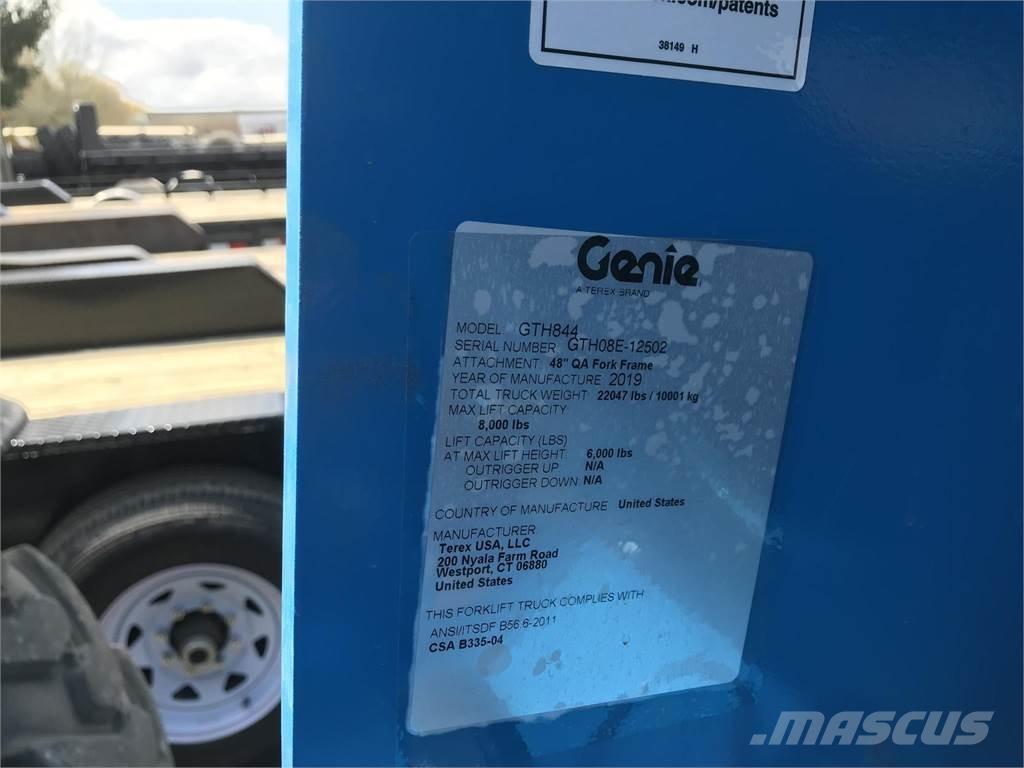 .com/patents
38149 H
Genie
A TEREX BRAND
MODEL: GTH844
SERIAL NUMBER: GTH08E-12502
ATTACHMENT: 48" QA Fork Frame
YEAR OF MANUFACTURE 2019
TOTAL TRUCK WEIGHT: 22047 lbs / 10001 kg
MAX LIFT CAPACITY:
8,000 lbs
LIFT CAPACITY (LBS)
AT MAX LIFT HEIGHT: 6,000 lbs
OUTRIGGER UP N/A
OUTRIGGER DOWN N/A
COUNTRY OF MANUFACTURE United States
MANUFACTURER:
Terex USA, LLC
200 Nyala Farm Road
Westport, CT 06880
United States
THIS FORKLIFT TRUCK COMPLIES WITH
ANSI/ITSDF B56.6-2011
CSA B335-04
MASCUS